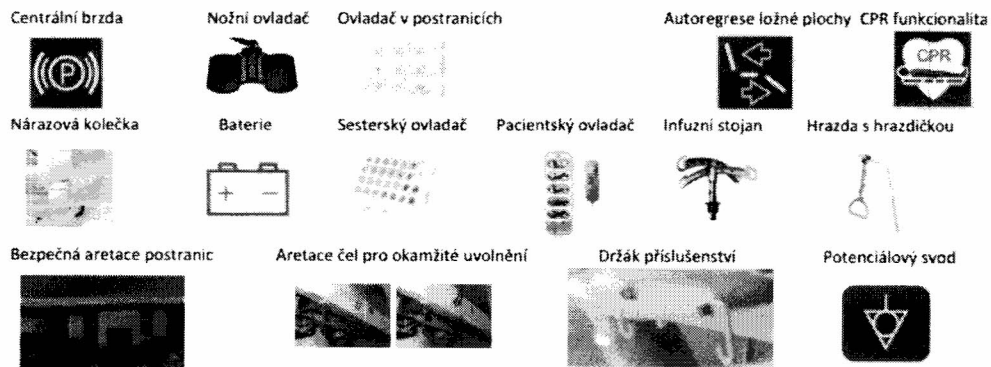 Centrální brzda Nožní ovladač Ovladač v postranicích Autoregrese ložné plochy CPR funkcionalita
P
CPR
Nárazová kolečka Baterie Sesterský ovladač Pacientský ovladač Infuzní stojan Hrazda s hrazdičkou
+ −
Bezpečná aretace postranic Aretace čel pro okamžité uvolnění Držák příslušenství Potenciálový svod